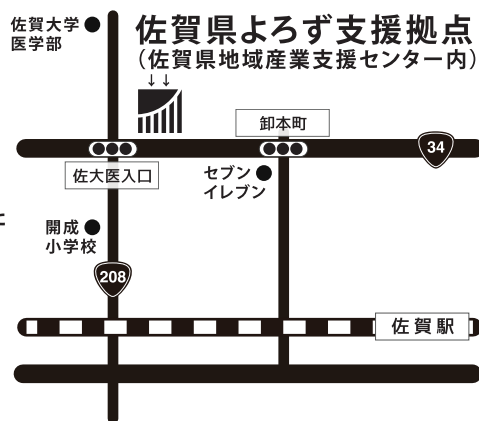 佐賀大学
医学部
佐賀県よろず支援拠点
(佐賀県地域産業支援センター内)
↓↓
卸本町
34
佐大医入口
セブン
イレブン
開成
小学校
208
佐賀駅